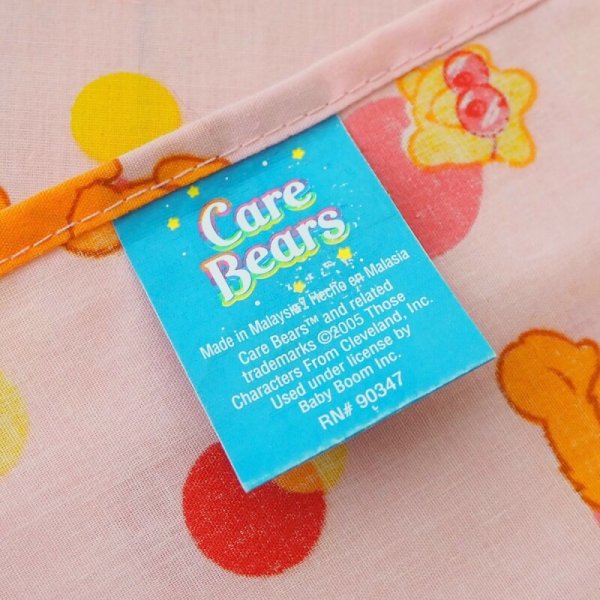 Care
Bears
Made in Malaysia / Hecho en Malasia
Care Bears™ and related
trademarks ©2005 Those
Characters From Cleveland, Inc.
Used under license by
Baby Boom Inc.
RN# 90347